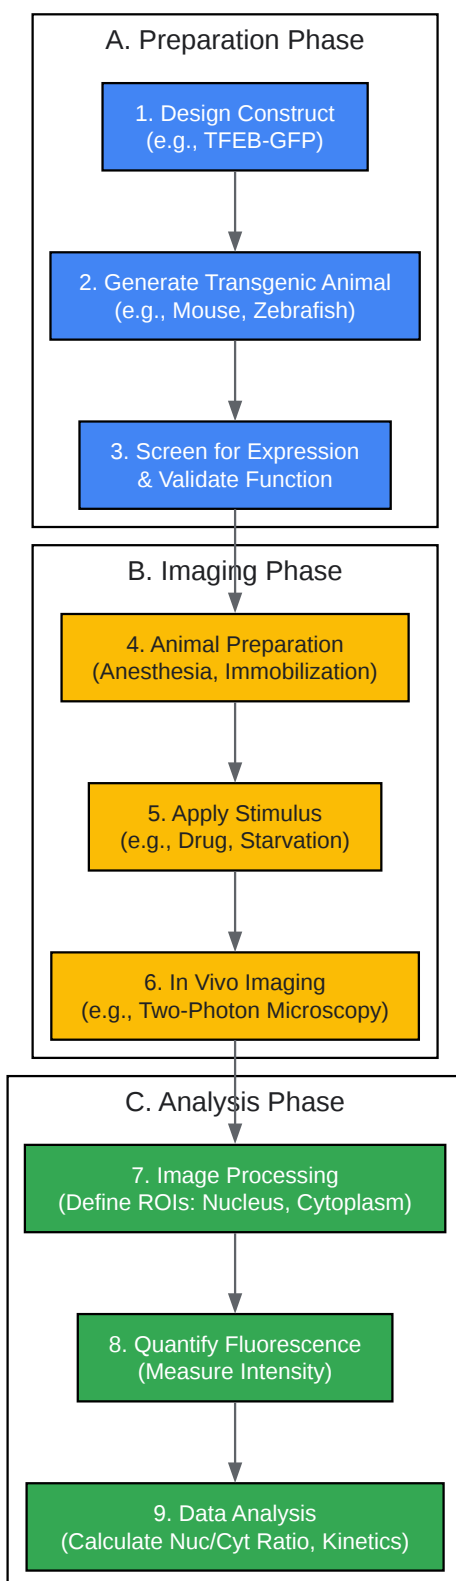 A. Preparation Phase
1. Design Construct
(e.g., TFEB-GFP)
2. Generate Transgenic Animal
(e.g., Mouse, Zebrafish)
3. Screen for Expression
& Validate Function
B. Imaging Phase
4. Animal Preparation
(Anesthesia, Immobilization)
5. Apply Stimulus
(e.g., Drug, Starvation)
6. In Vivo Imaging
(e.g., Two-Photon Microscopy)
C. Analysis Phase
7. Image Processing
(Define ROIs: Nucleus, Cytoplasm)
8. Quantify Fluorescence
(Measure Intensity)
9. Data Analysis
(Calculate Nuc/Cyt Ratio, Kinetics)